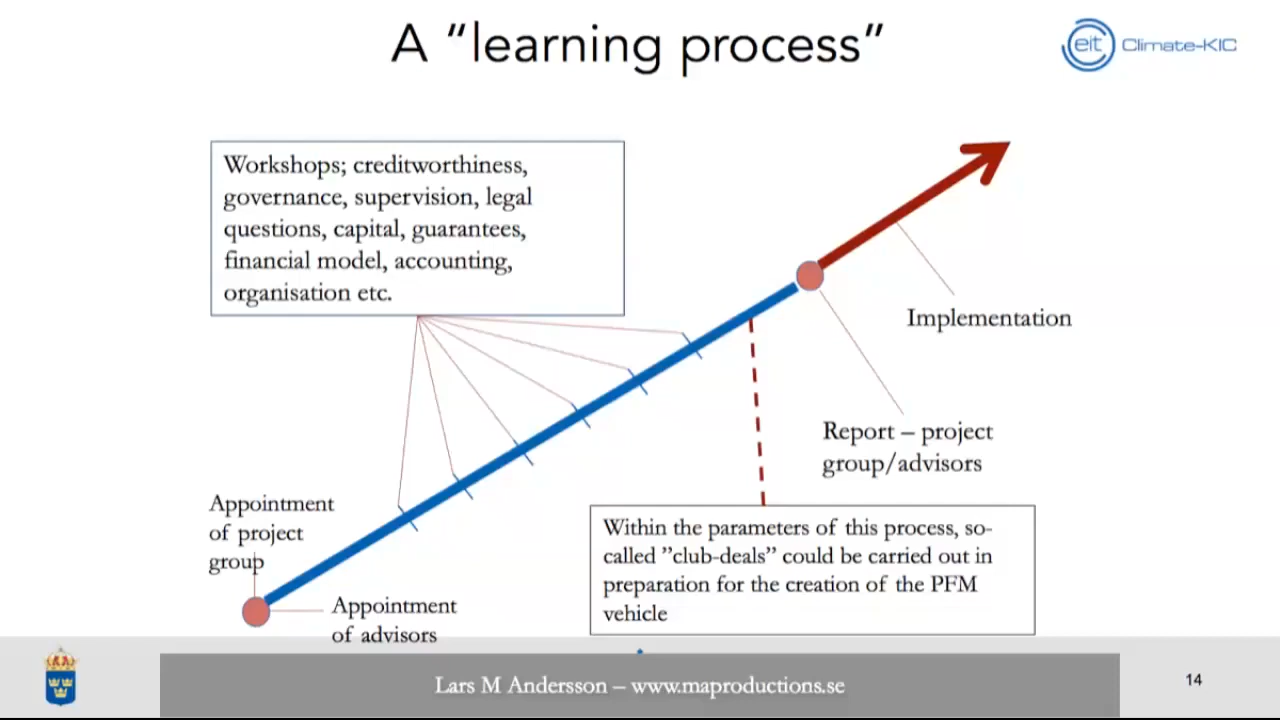 A “learning process”
eit Climate-KIC
Workshops; creditworthiness,
governance, supervision, legal
questions, capital, guarantees,
financial model, accounting,
organisation etc.
Implementation
Report – project
group/advisors
Appointment
of project
group
Within the parameters of this process, so-
called ”club-deals” could be carried out in
preparation for the creation of the PFM
vehicle
Appointment
of advisors
Lars M Andersson – www.maproductions.se
14